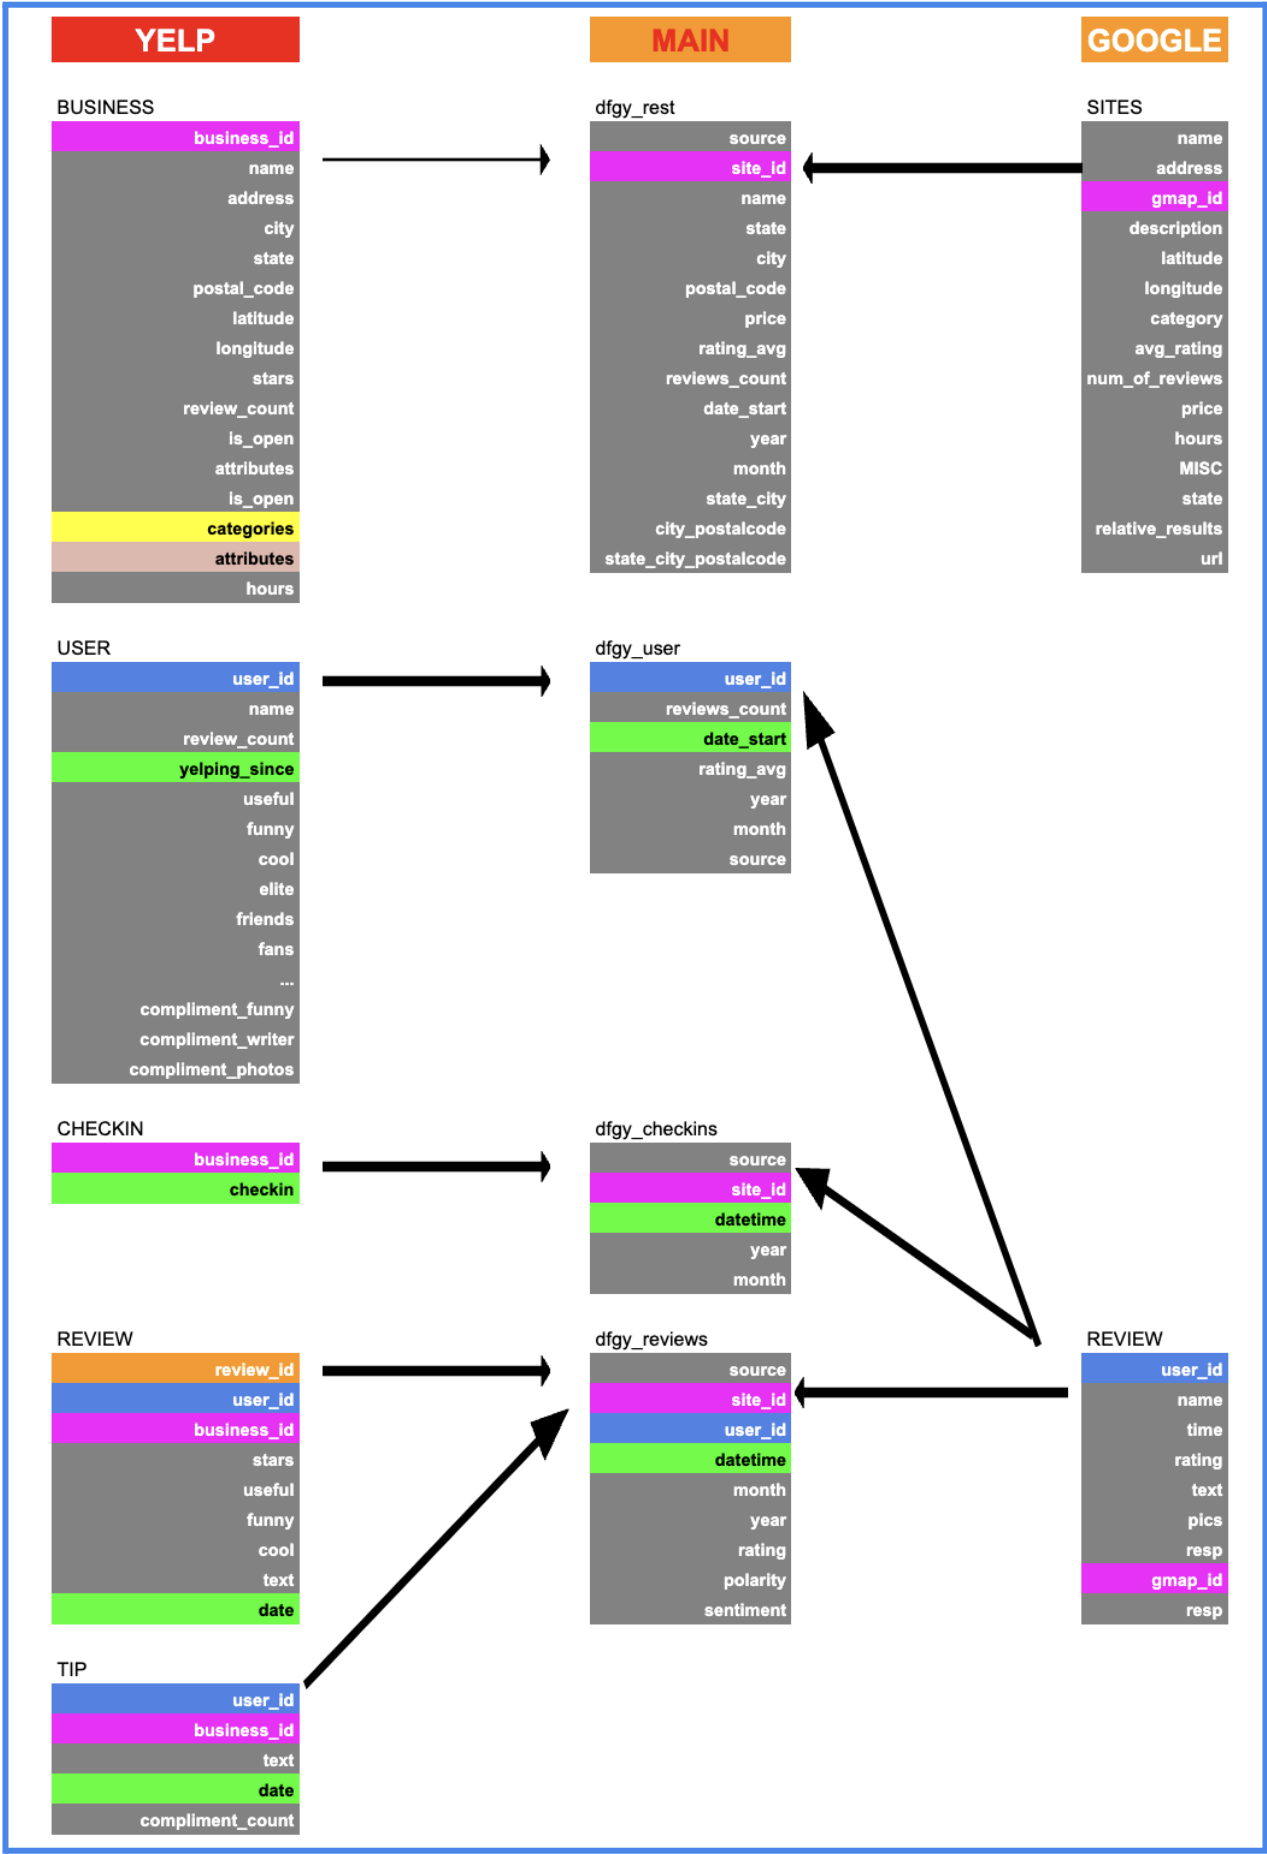 YELP
BUSINESS
business_id
name
address
city
state
postal_code
latitude
longitude
stars
review_count
is_open
attributes
is_open
categories
attributes
hours
USER
user_id
name
review_count
yelping_since
useful
funny
cool
elite
friends
fans
...
compliment_funny
compliment_writer
compliment_photos
CHECKIN
business_id
checkin
REVIEW
review_id
user_id
business_id
stars
useful
funny
cool
text
date
TIP
user_id
business_id
text
date
compliment_count
MAIN
dfgy_rest
source
site_id
name
state
city
postal_code
price
rating_avg
reviews_count
date_start
year
month
state_city
city_postalcode
state_city_postalcode
dfgy_user
user_id
reviews_count
date_start
rating_avg
year
month
source
dfgy_checkins
source
site_id
datetime
year
month
dfgy_reviews
source
site_id
user_id
datetime
month
year
rating
polarity
sentiment
GOOGLE
SITES
name
address
gmap_id
description
latitude
longitude
category
avg_rating
num_of_reviews
price
hours
MISC
state
relative_results
url
REVIEW
user_id
name
time
rating
text
pics
resp
gmap_id
resp